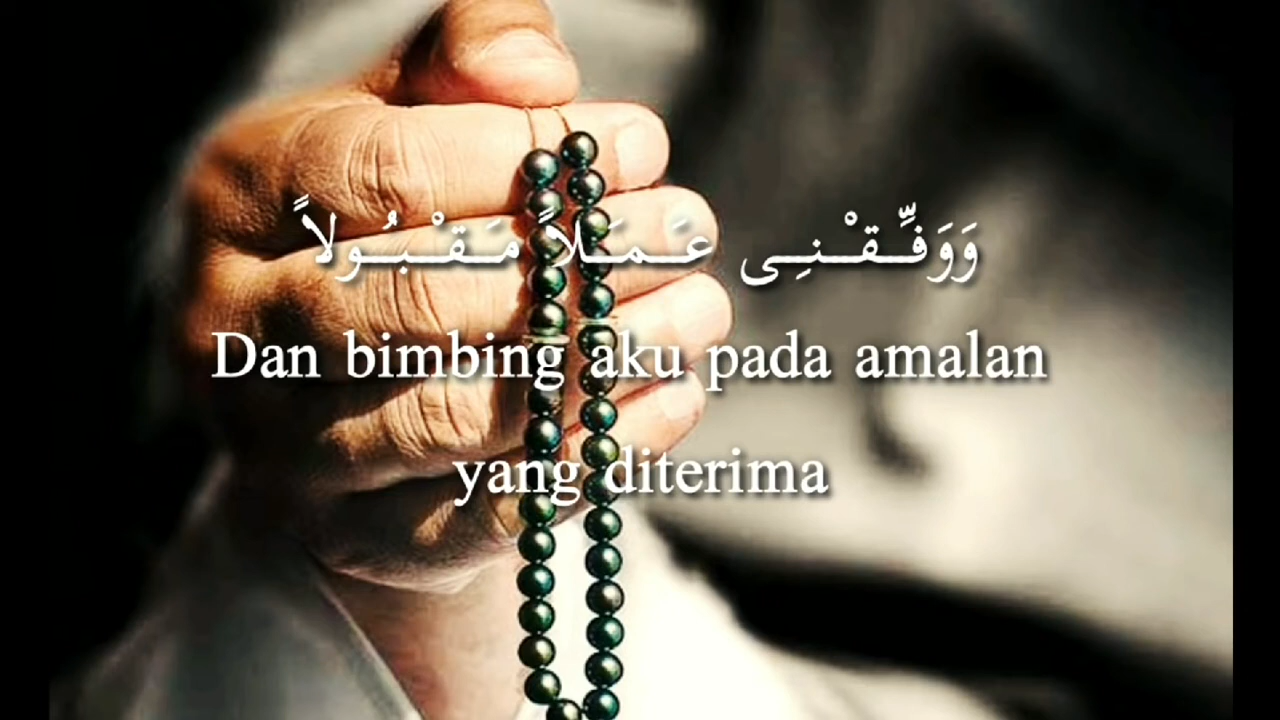 وَوَفِّقْنِى عَمَلاً مَقْبُولاً
Dan bimbing aku pada amalan
yang diterima